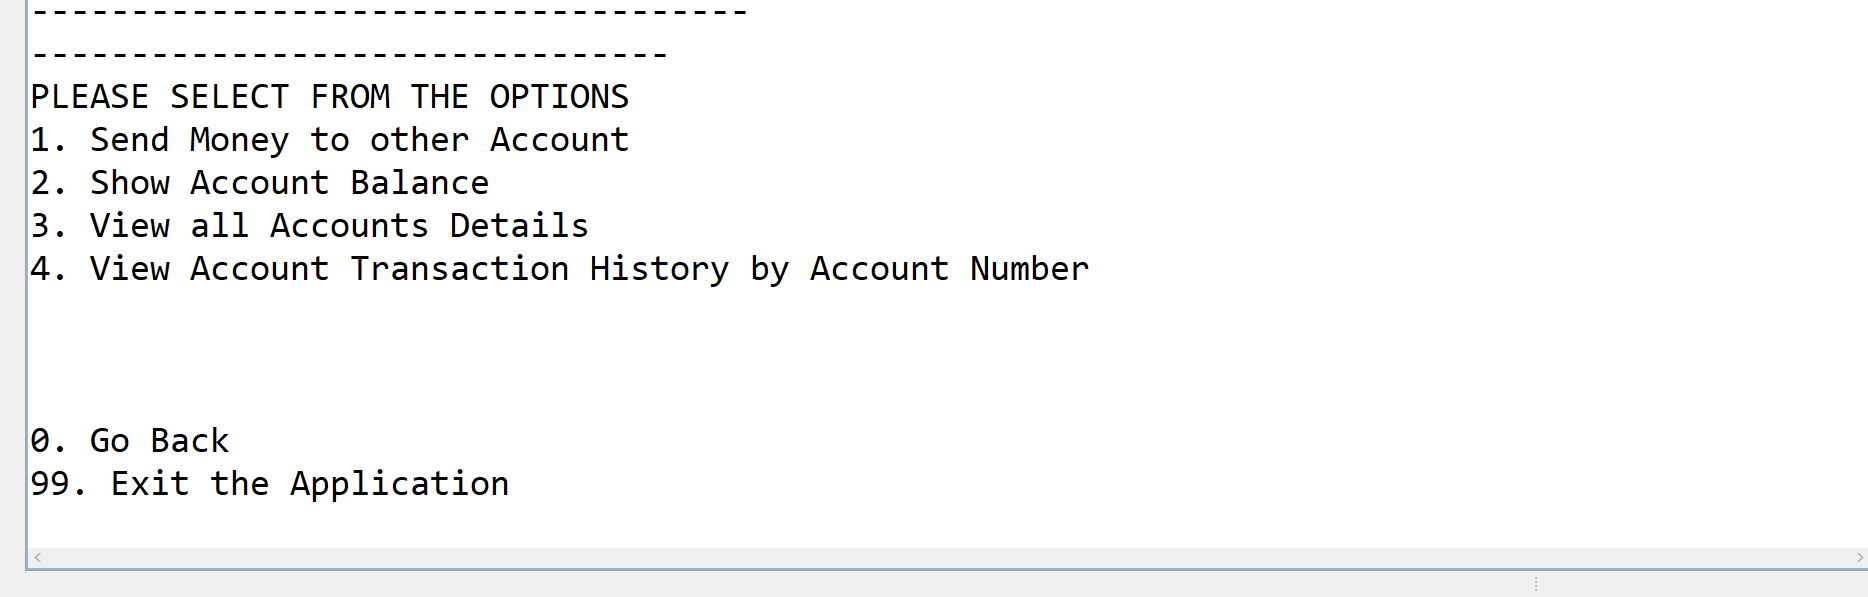 ------------------------------------
--------------------------------
PLEASE SELECT FROM THE OPTIONS
1. Send Money to other Account
2. Show Account Balance
3. View all Accounts Details
4. View Account Transaction History by Account Number
0. Go Back
99. Exit the Application